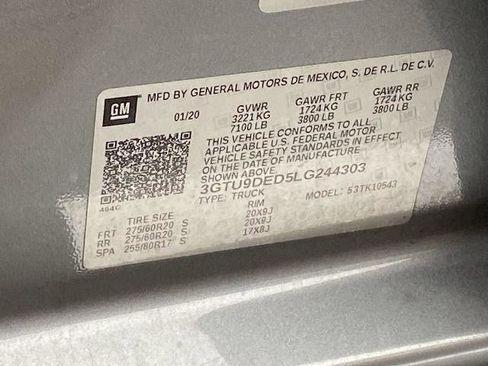 MFD BY GENERAL MOTORS DE MEXICO, S. DE R.L. DE C.V.
GM
01/20 GVWR GAWR FRT GAWR RR
3221 KG 1724 KG 1724 KG
7100 LB 3800 LB 3800 LB
THIS VEHICLE CONFORMS TO ALL
APPLICABLE U.S. FEDERAL MOTOR
VEHICLE SAFETY STANDARDS IN EFFECT
ON THE DATE OF MANUFACTURE
SHOWN ABOVE.
3GTU9DED5LG244303
464C TYPE: TRUCK MODEL: 53TK10543
TIRE SIZE RIM
FRT 275/60R20 S 20X9J
RR 275/60R20 S 20X9J
SPA 255/80R17 S 17X8J